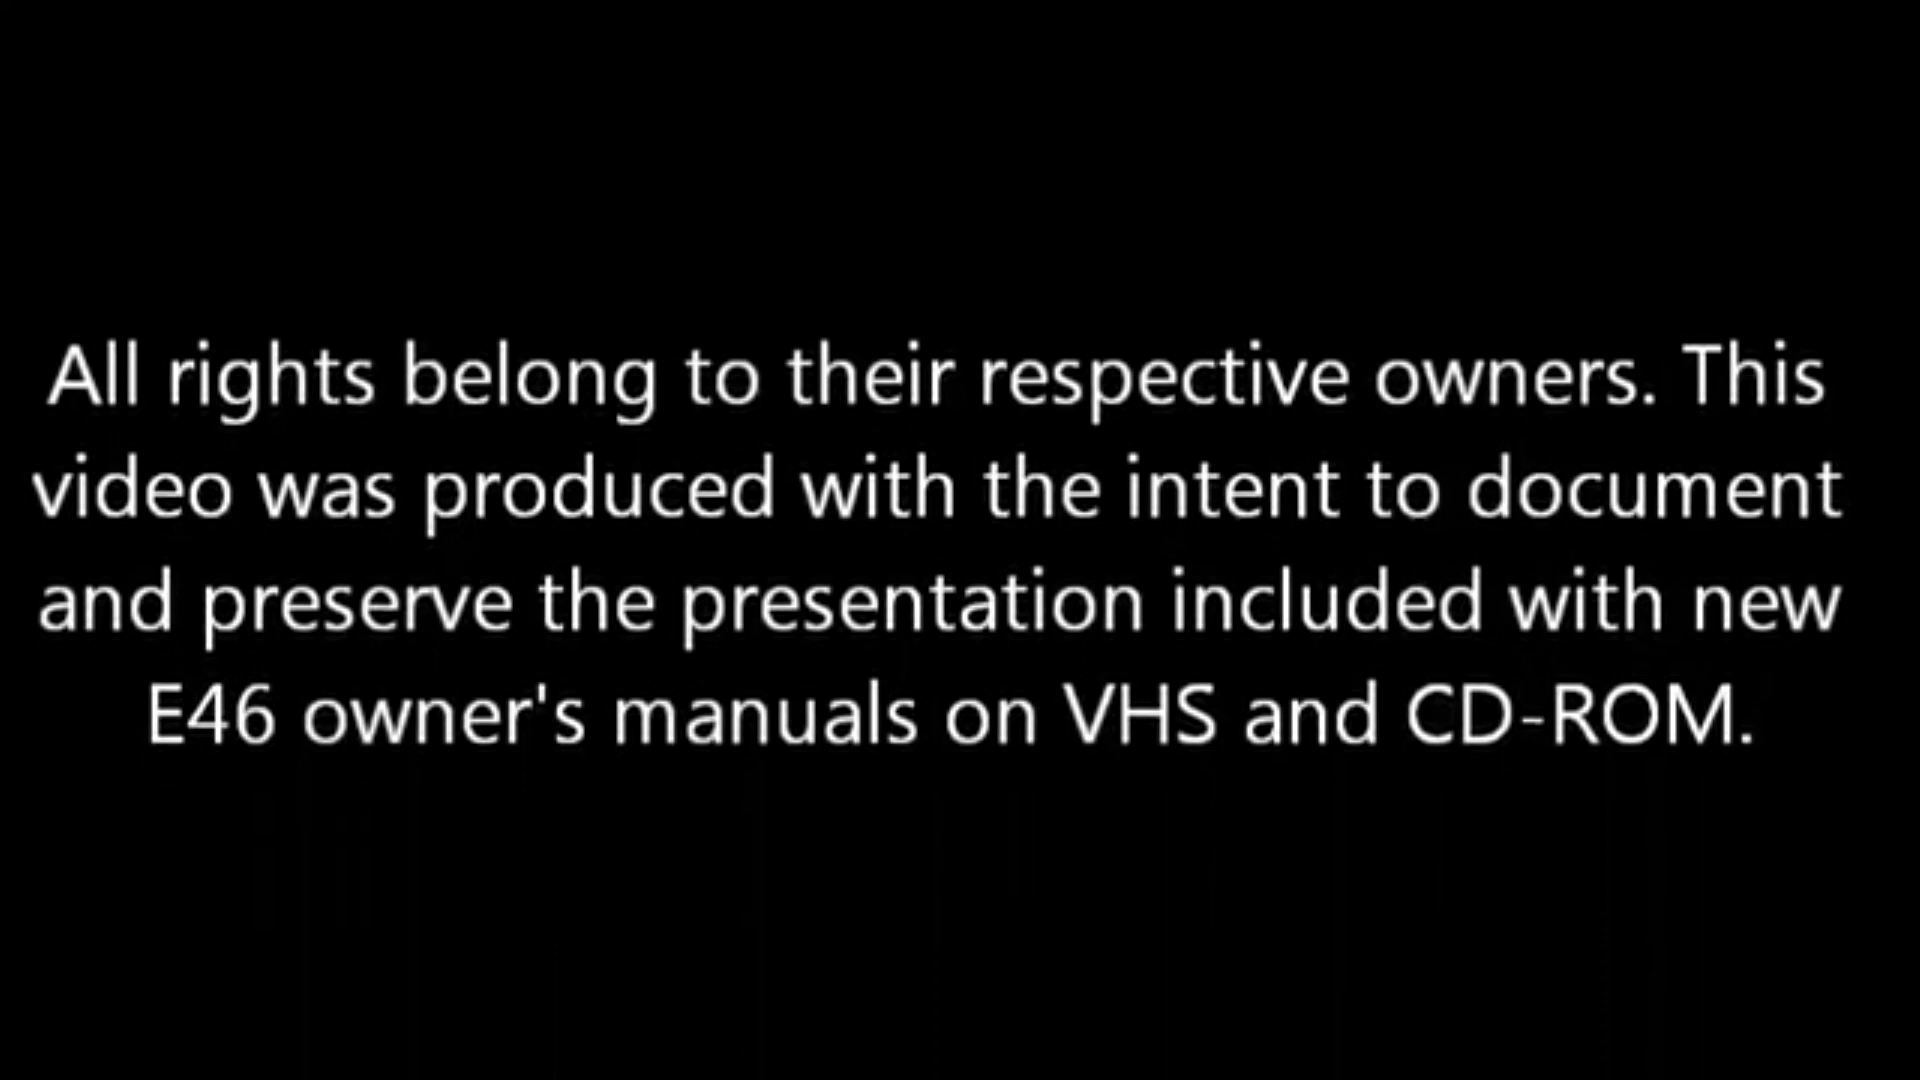 All rights belong to their respective owners. This
video was produced with the intent to document
and preserve the presentation included with new
E46 owner's manuals on VHS and CD-ROM.